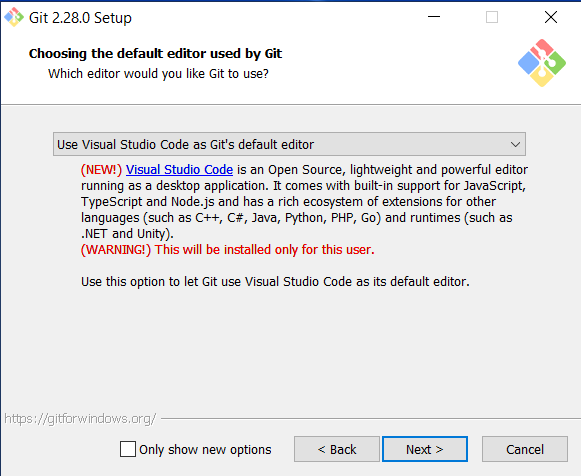 Git 2.28.0 Setup
Choosing the default editor used by Git
Which editor would you like Git to use?
Use Visual Studio Code as Git's default editor
(NEW!) Visual Studio Code is an Open Source, lightweight and powerful editor
running as a desktop application. It comes with built-in support for JavaScript,
TypeScript and Node.js and has a rich ecosystem of extensions for other
languages (such as C++, C#, Java, Python, PHP, Go) and runtimes (such as
.NET and Unity).
(WARNING!) This will be installed only for this user.
Use this option to let Git use Visual Studio Code as its default editor.
https://gitforwindows.org/
Only show new options
< Back
Next >
Cancel